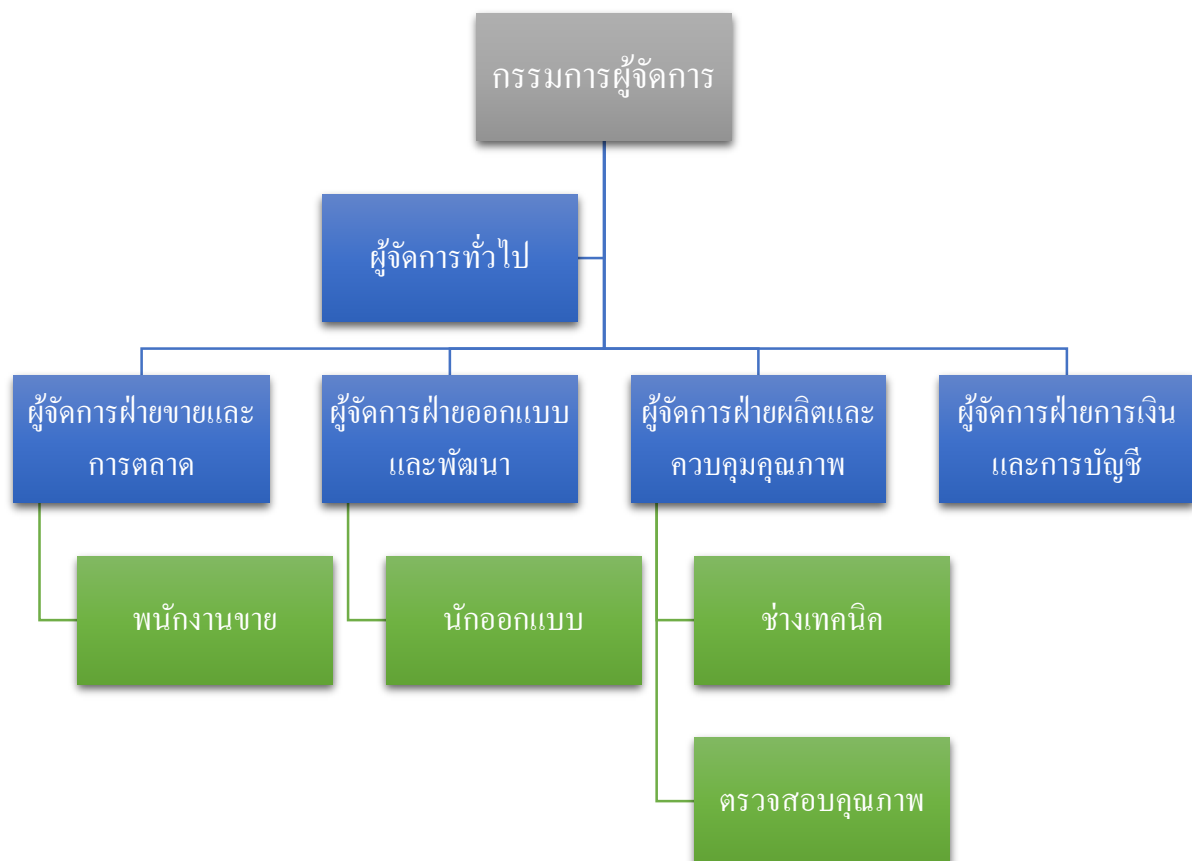 กรรมการผู้จัดการ
ผู้จัดการทั่วไป
ผู้จัดการฝ่ายขายและ
การตลาด
ผู้จัดการฝ่ายออกแบบ
และพัฒนา
ผู้จัดการฝ่ายผลิตและ
ควบคุมคุณภาพ
ผู้จัดการฝ่ายการเงิน
และการบัญชี
พนักงานขาย
นักออกแบบ
ช่างเทคนิค
ตรวจสอบคุณภาพ